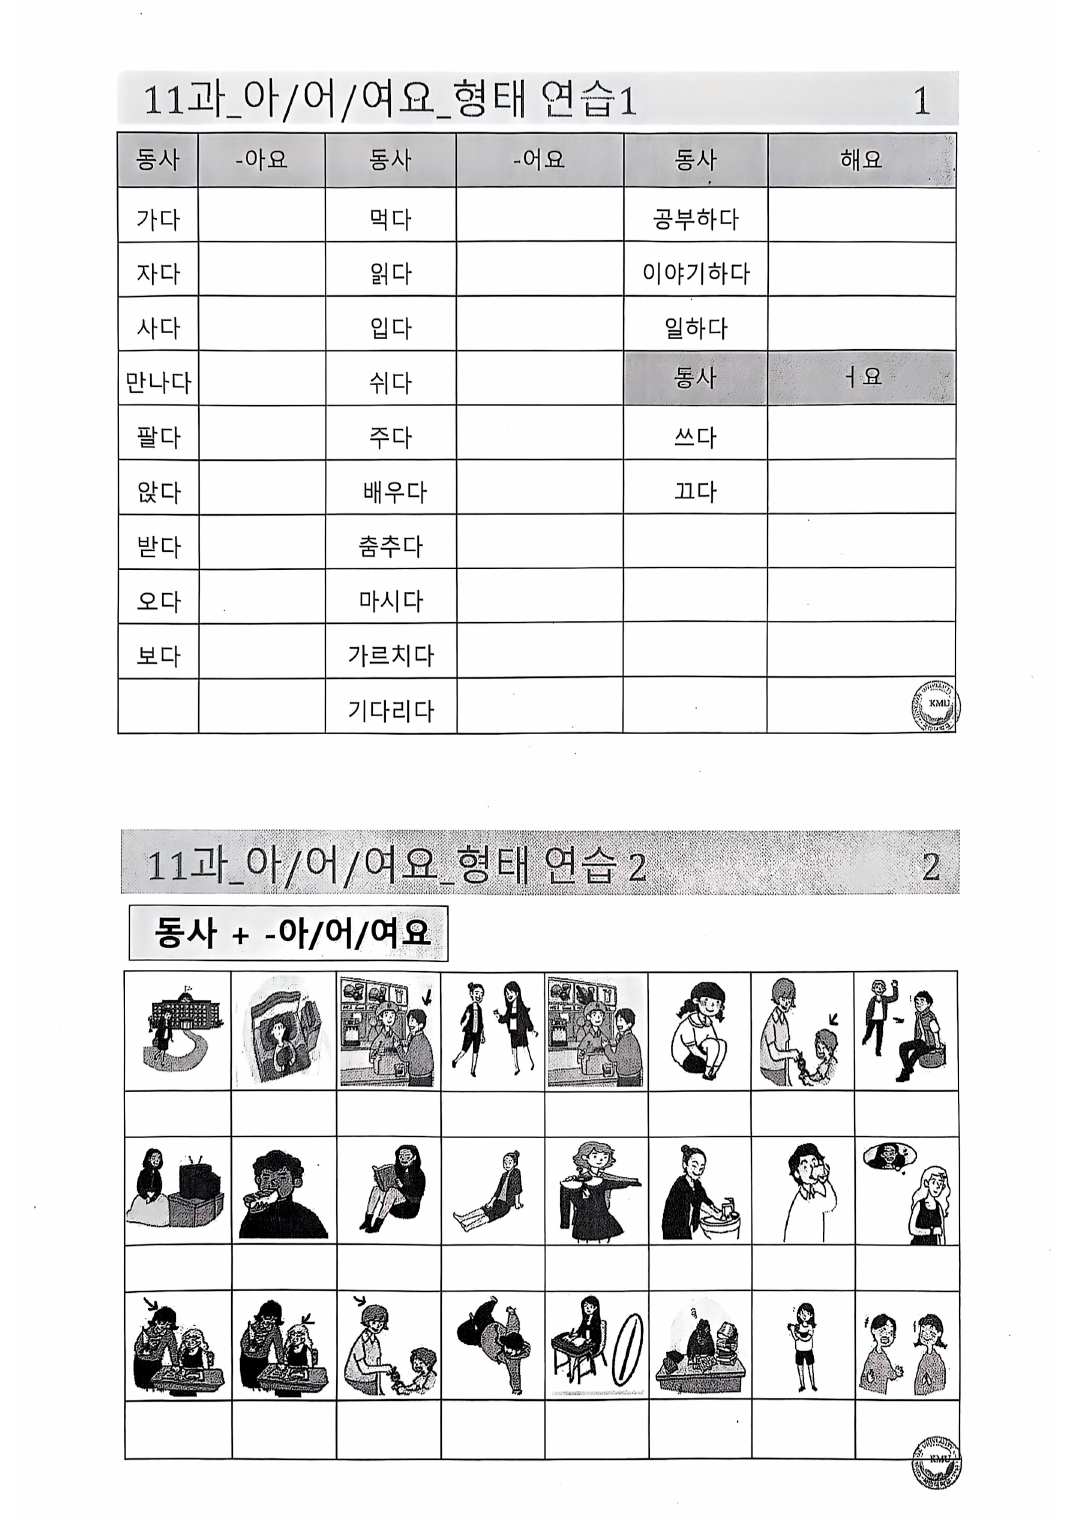 11과_아/어/여요_형태 연습1 1
동사 -아요 동사 -어요 동사 해요
가다 먹다 공부하다
자다 읽다 이야기하다
사다 입다 일하다
만나다 쉬다 동사 ㅓ요
팔다 주다 쓰다
앉다 배우다 끄다
받다 춤추다
오다 마시다
보다 가르치다
기다리다
KMU
11과_아/어/여요_형태 연습 2 2
동사 + -아/어/여요
KMU